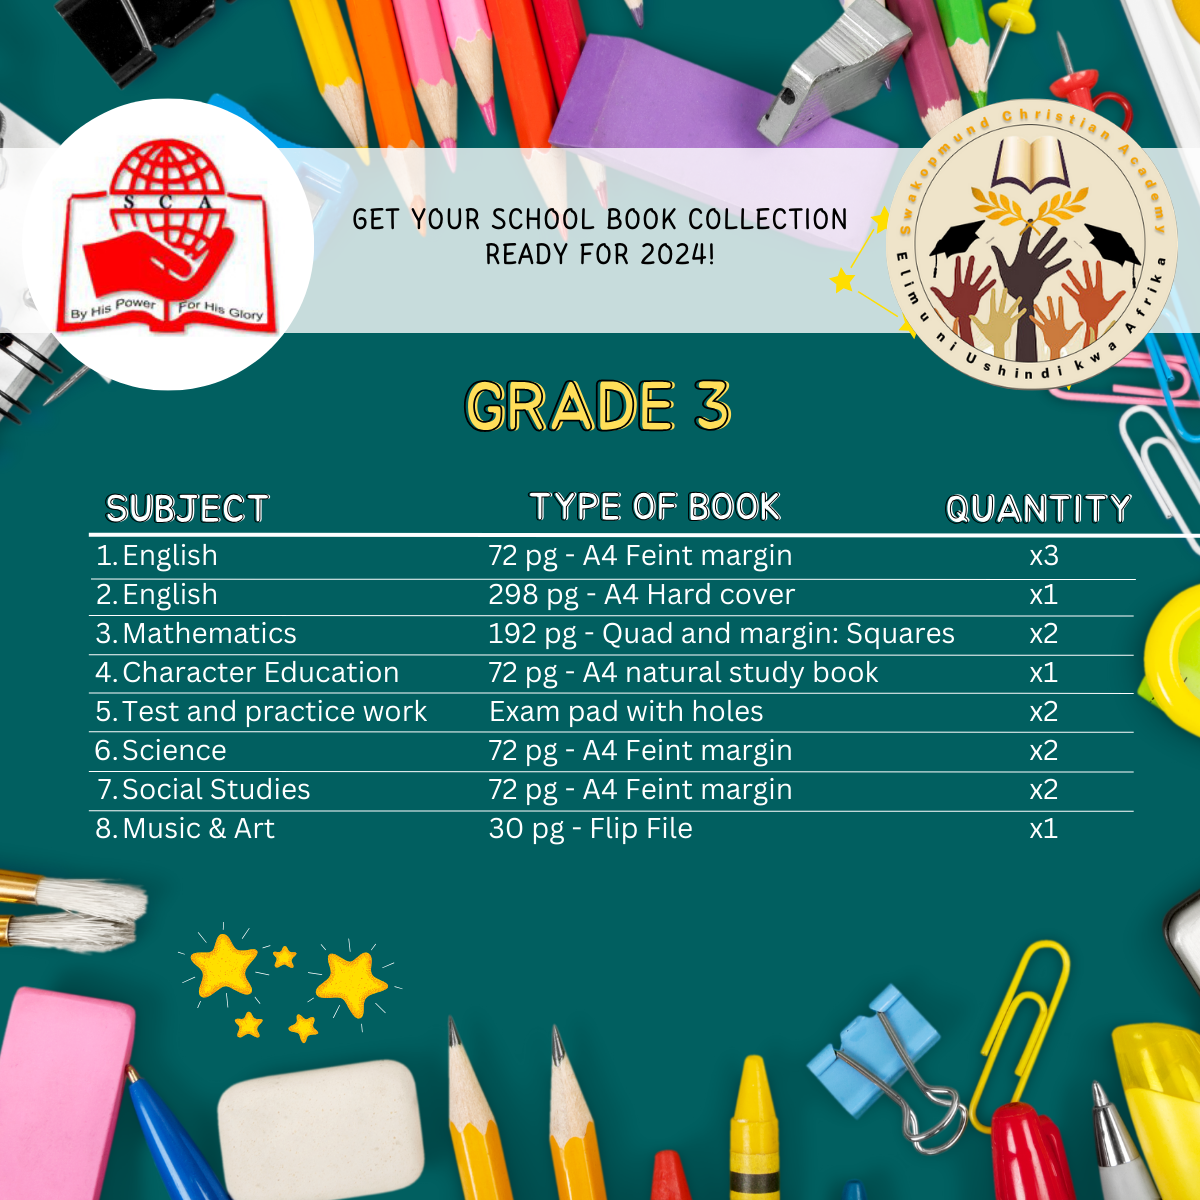 Swakopmund Christian Academy
S C A
GET YOUR SCHOOL BOOK COLLECTION
READY FOR 2024!
By His Power For His Glory
Elimu ni Ushindi kwa Afrika
GRADE 3
SUBJECT TYPE OF BOOK QUANTITY
1. English 72 pg - A4 Feint margin x3
2. English 298 pg - A4 Hard cover x1
3. Mathematics 192 pg - Quad and margin: Squares x2
4. Character Education 72 pg - A4 natural study book x1
5. Test and practice work Exam pad with holes x2
6. Science 72 pg - A4 Feint margin x2
7. Social Studies 72 pg - A4 Feint margin x2
8. Music & Art 30 pg - Flip File x1